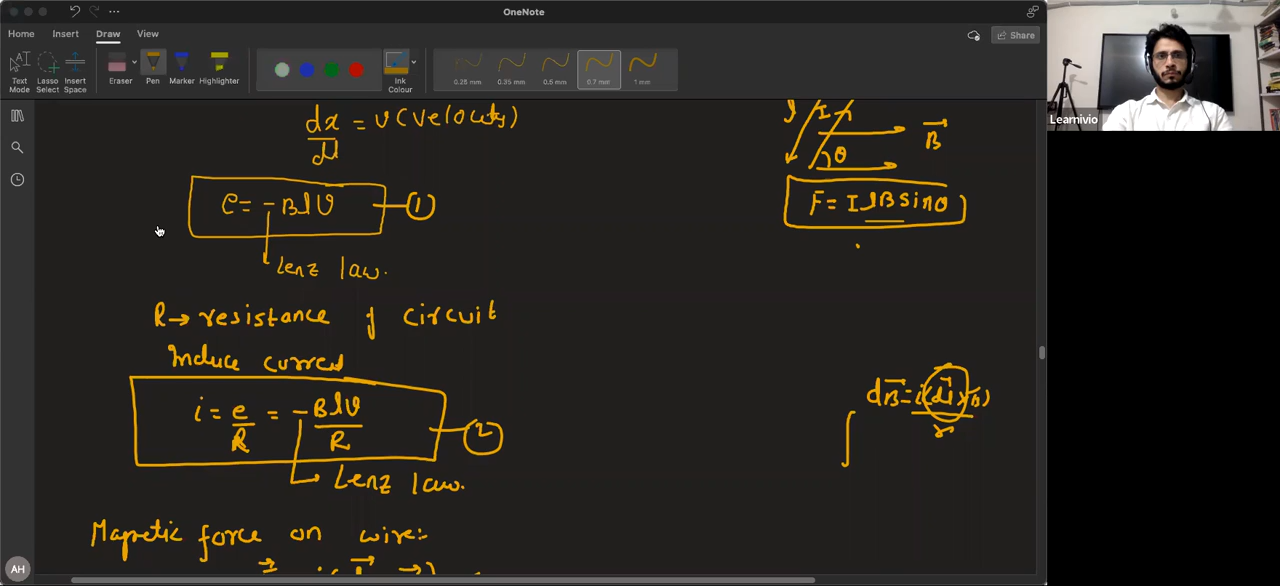 OneNote
Home Insert Draw View
Share
Text Mode
Lasso Select
Insert Space
Eraser
Pen
Marker
Highlighter
Ink Colour
0.25 mm
0.35 mm
0.5 mm
0.7 mm
1 mm
Learnivio
dx/dt = v (Velocity)
e = -Blv ①
Lenz law.
R → resistance of circuit
Induce current
i = e/R = -Blv/R ②
Lenz law.
Magnetic force on wire:
I
B⃗
θ
F = I lB sinθ
AH